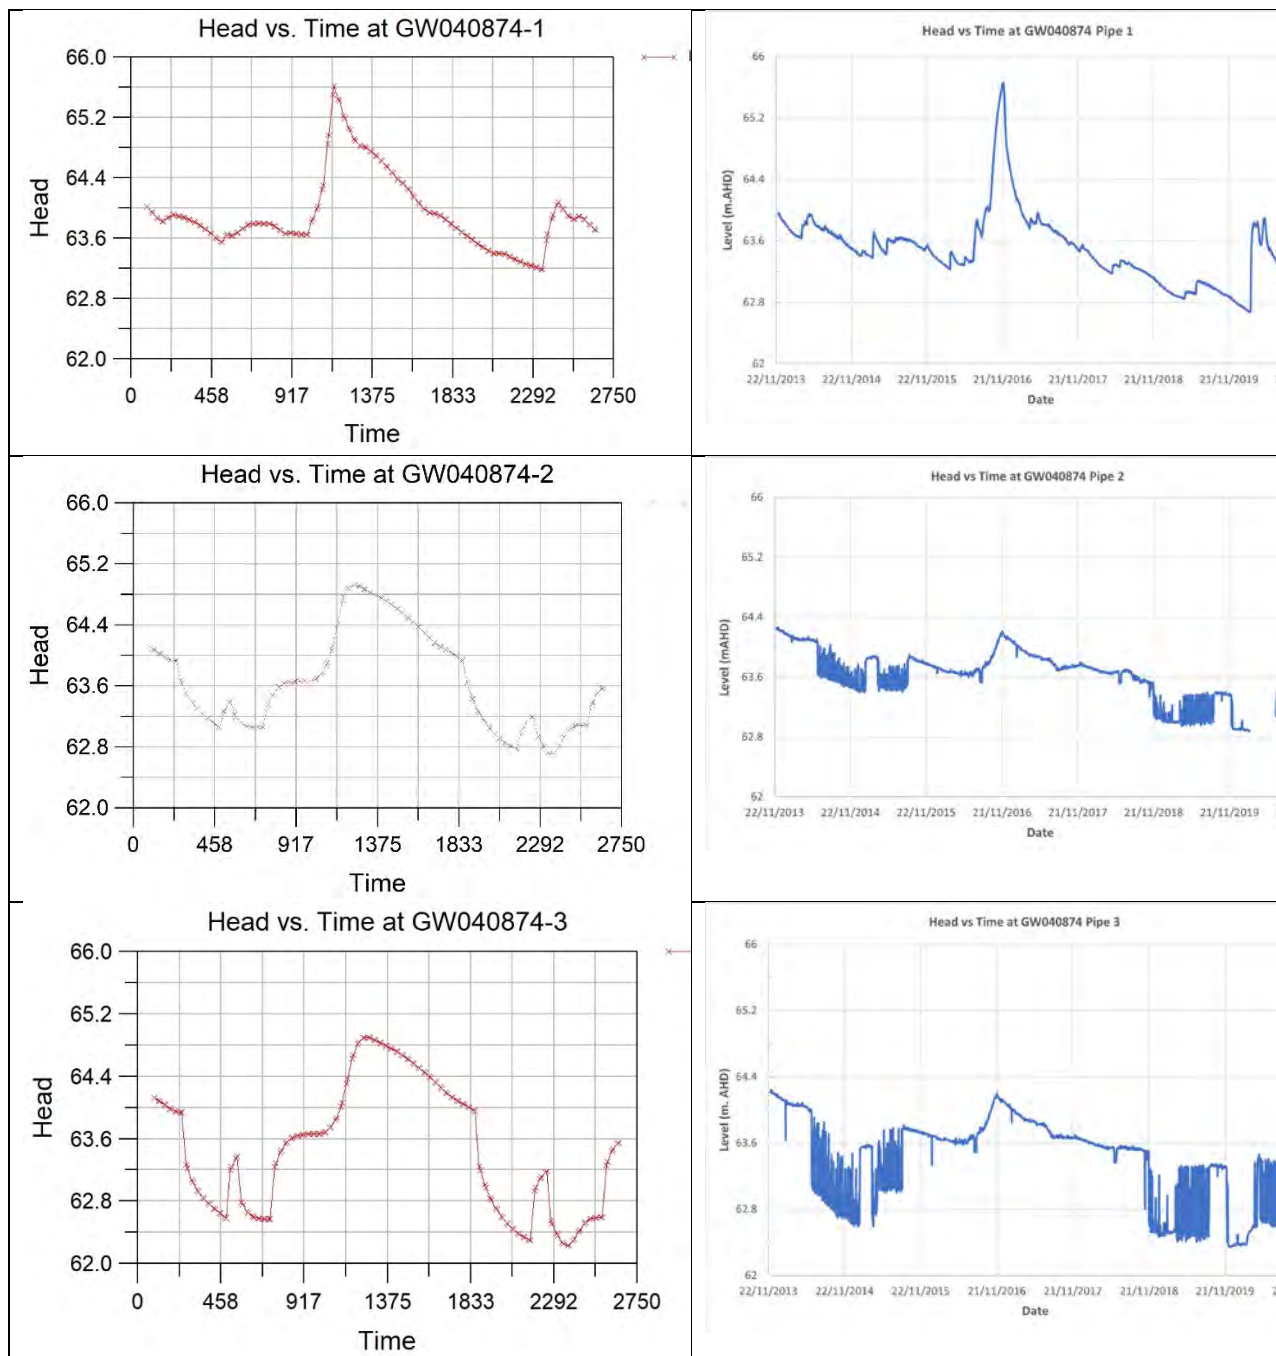 Head vs. Time at GW040874-1
66.0
65.2
64.4
63.6
62.8
62.0
Head
0 458 917 1375 1833 2292 2750
Time
Head vs Time at GW040874 Pipe 1
66
65.2
64.4
63.6
62.8
62
Level (m.AHD)
22/11/2013 22/11/2014 22/11/2015 21/11/2016 21/11/2017 21/11/2018 21/11/2019
Date
Head vs. Time at GW040874-2
66.0
65.2
64.4
63.6
62.8
62.0
Head
0 458 917 1375 1833 2292 2750
Time
Head vs Time at GW040874 Pipe 2
66
65.2
64.4
63.6
62.8
62
Level (mAHD)
22/11/2013 22/11/2014 22/11/2015 21/11/2016 21/11/2017 21/11/2018 21/11/2019
Date
Head vs. Time at GW040874-3
66.0
65.2
64.4
63.6
62.8
62.0
Head
0 458 917 1375 1833 2292 2750
Time
Head vs Time at GW040874 Pipe 3
66
65.2
64.4
63.6
62.8
62
Level (m. AHD)
22/11/2013 22/11/2014 22/11/2015 21/11/2016 21/11/2017 21/11/2018 21/11/2019 2
Date